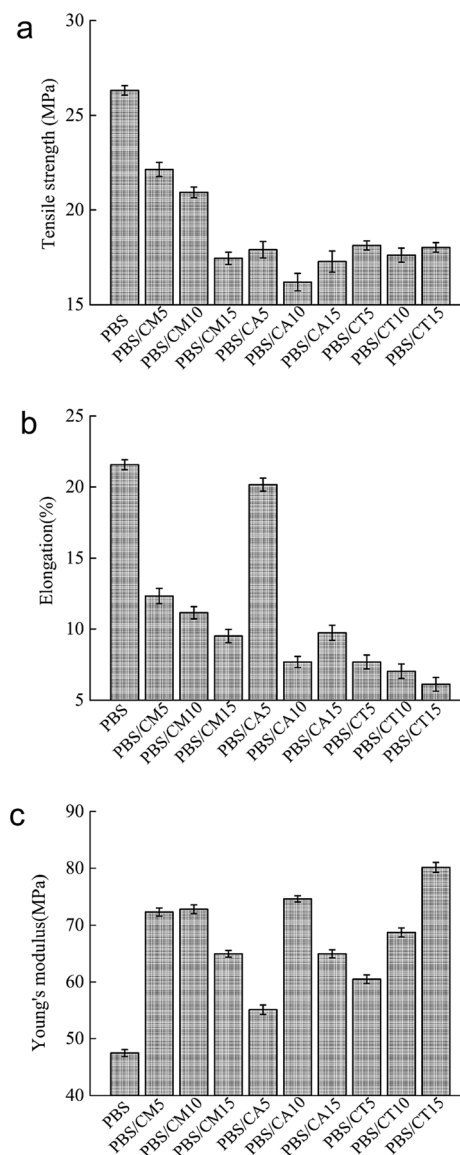 a
Tensile strength (MPa)
30
26
22
18
15
PBS
PBS/CM5
PBS/CM10
PBS/CM15
PBS/CA5
PBS/CA10
PBS/CA15
PBS/CT5
PBS/CT10
PBS/CT15
b
Elongation(%)
25
20
15
10
5
PBS
PBS/CM5
PBS/CM10
PBS/CM15
PBS/CA5
PBS/CA10
PBS/CA15
PBS/CT5
PBS/CT10
PBS/CT15
c
Young's modulus(MPa)
90
80
70
60
50
40
PBS
PBS/CM5
PBS/CM10
PBS/CM15
PBS/CA5
PBS/CA10
PBS/CA15
PBS/CT5
PBS/CT10
PBS/CT15